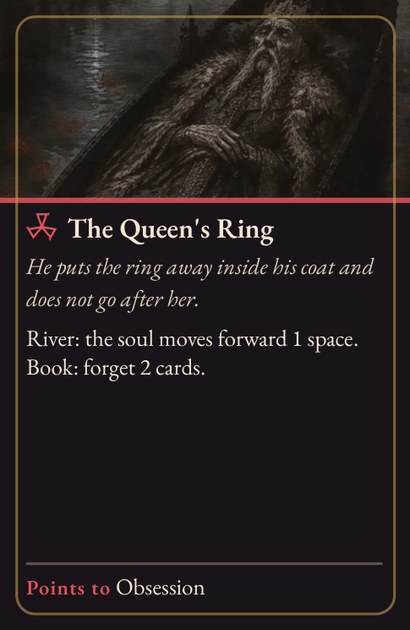 The Queen's Ring
He puts the ring away inside his coat and
does not go after her.
River: the soul moves forward 1 space.
Book: forget 2 cards.
Points to Obsession